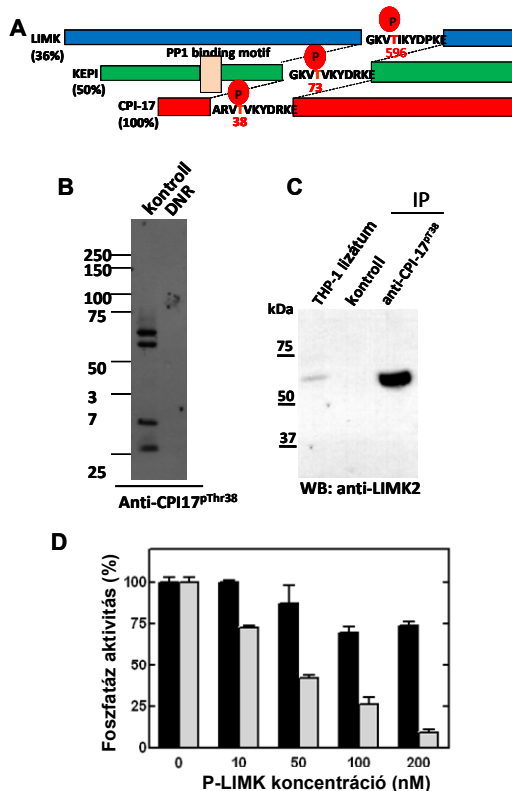 A
LIMK
(36%)
P
GKVTIKYDPKE
596
PP1 binding motif
KEPI
(50%)
P
GKVTVKYDRKE
73
CPI-17
(100%)
P
ARVTVKYDRKE
38
B
kontroll
DNR
250
150
100
75
50
3
7
25
Anti-CPI17pThr38
C
IP
THP-1 lizátum
kontroll
anti-CPI-17pT38
kDa
75
50
37
WB: anti-LIMK2
D
Foszfatáz aktivitás (%)
100
75
50
25
0
0 10 50 100 200
P-LIMK koncentráció (nM)